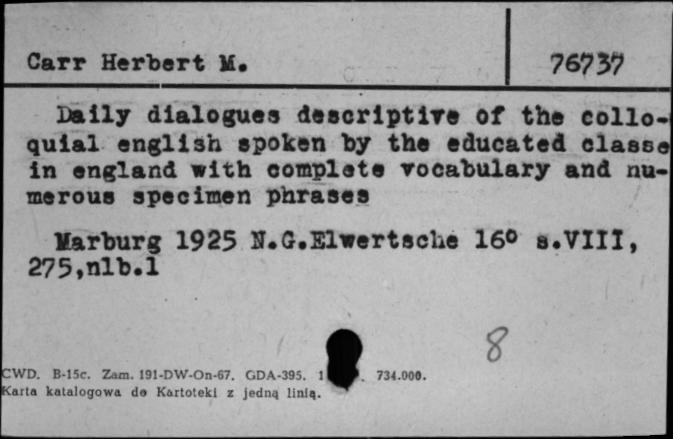 Carr Herbert M. 76737
Daily dialogues descriptive of the collo-
quial english spoken by the educated classe
in england with complete vocabulary and nu-
merous specimen phrases
Marburg 1925 N.G.Elwertsche 16° s.VIII,
275,nlb.1
8
CWD. B-15c. Zam. 191-DW-On-67. GDA-395. 1 734.000.
Karta katalogowa do Kartoteki z jedną linią.